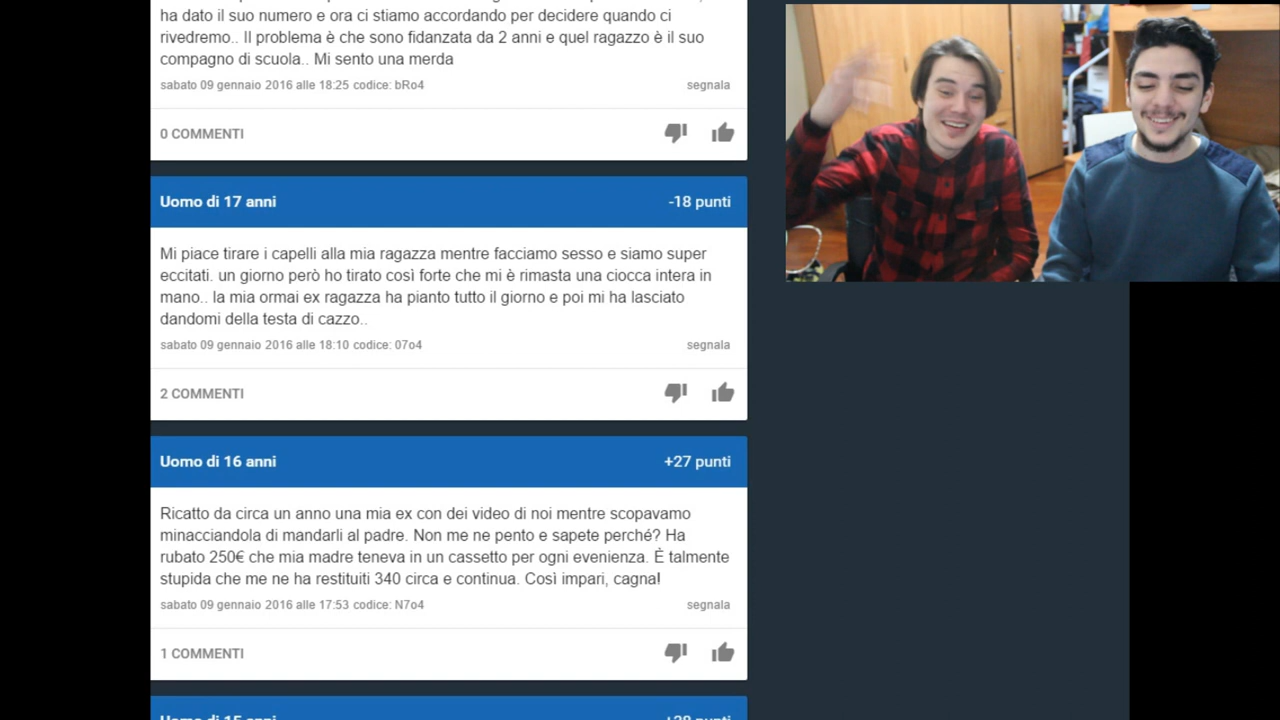 ha dato il suo numero e ora ci stiamo accordando per decidere quando ci
rivedremo.. Il problema è che sono fidanzata da 2 anni e quel ragazzo è il suo
compagno di scuola.. Mi sento una merda
sabato 09 gennaio 2016 alle 18:25 codice: bRo4 segnala
0 COMMENTI
Uomo di 17 anni -18 punti
Mi piace tirare i capelli alla mia ragazza mentre facciamo sesso e siamo super
eccitati. un giorno però ho tirato così forte che mi è rimasta una ciocca intera in
mano.. la mia ormai ex ragazza ha pianto tutto il giorno e poi mi ha lasciato
dandomi della testa di cazzo..
sabato 09 gennaio 2016 alle 18:10 codice: 07o4 segnala
2 COMMENTI
Uomo di 16 anni +27 punti
Ricatto da circa un anno una mia ex con dei video di noi mentre scopavamo
minacciandola di mandarli al padre. Non me ne pento e sapete perché? Ha
rubato 250€ che mia madre teneva in un cassetto per ogni evenienza. È talmente
stupida che me ne ha restituiti 340 circa e continua. Così impari, cagna!
sabato 09 gennaio 2016 alle 17:53 codice: N7o4 segnala
1 COMMENTI